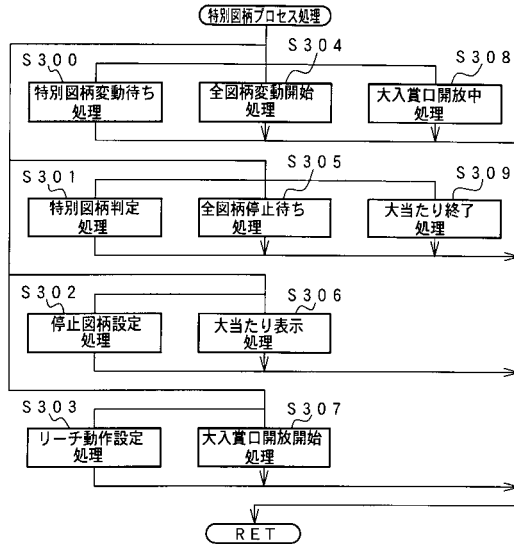 特別図柄プロセス処理
S300
特別図柄変動待ち
処理
S304
全図柄変動開始
処理
S308
大入賞口開放中
処理
S301
特別図柄判定
処理
S305
全図柄停止待ち
処理
S309
大当たり終了
処理
S302
停止図柄設定
処理
S306
大当たり表示
処理
S303
リーチ動作設定
処理
S307
大入賞口開放開始
処理
RET